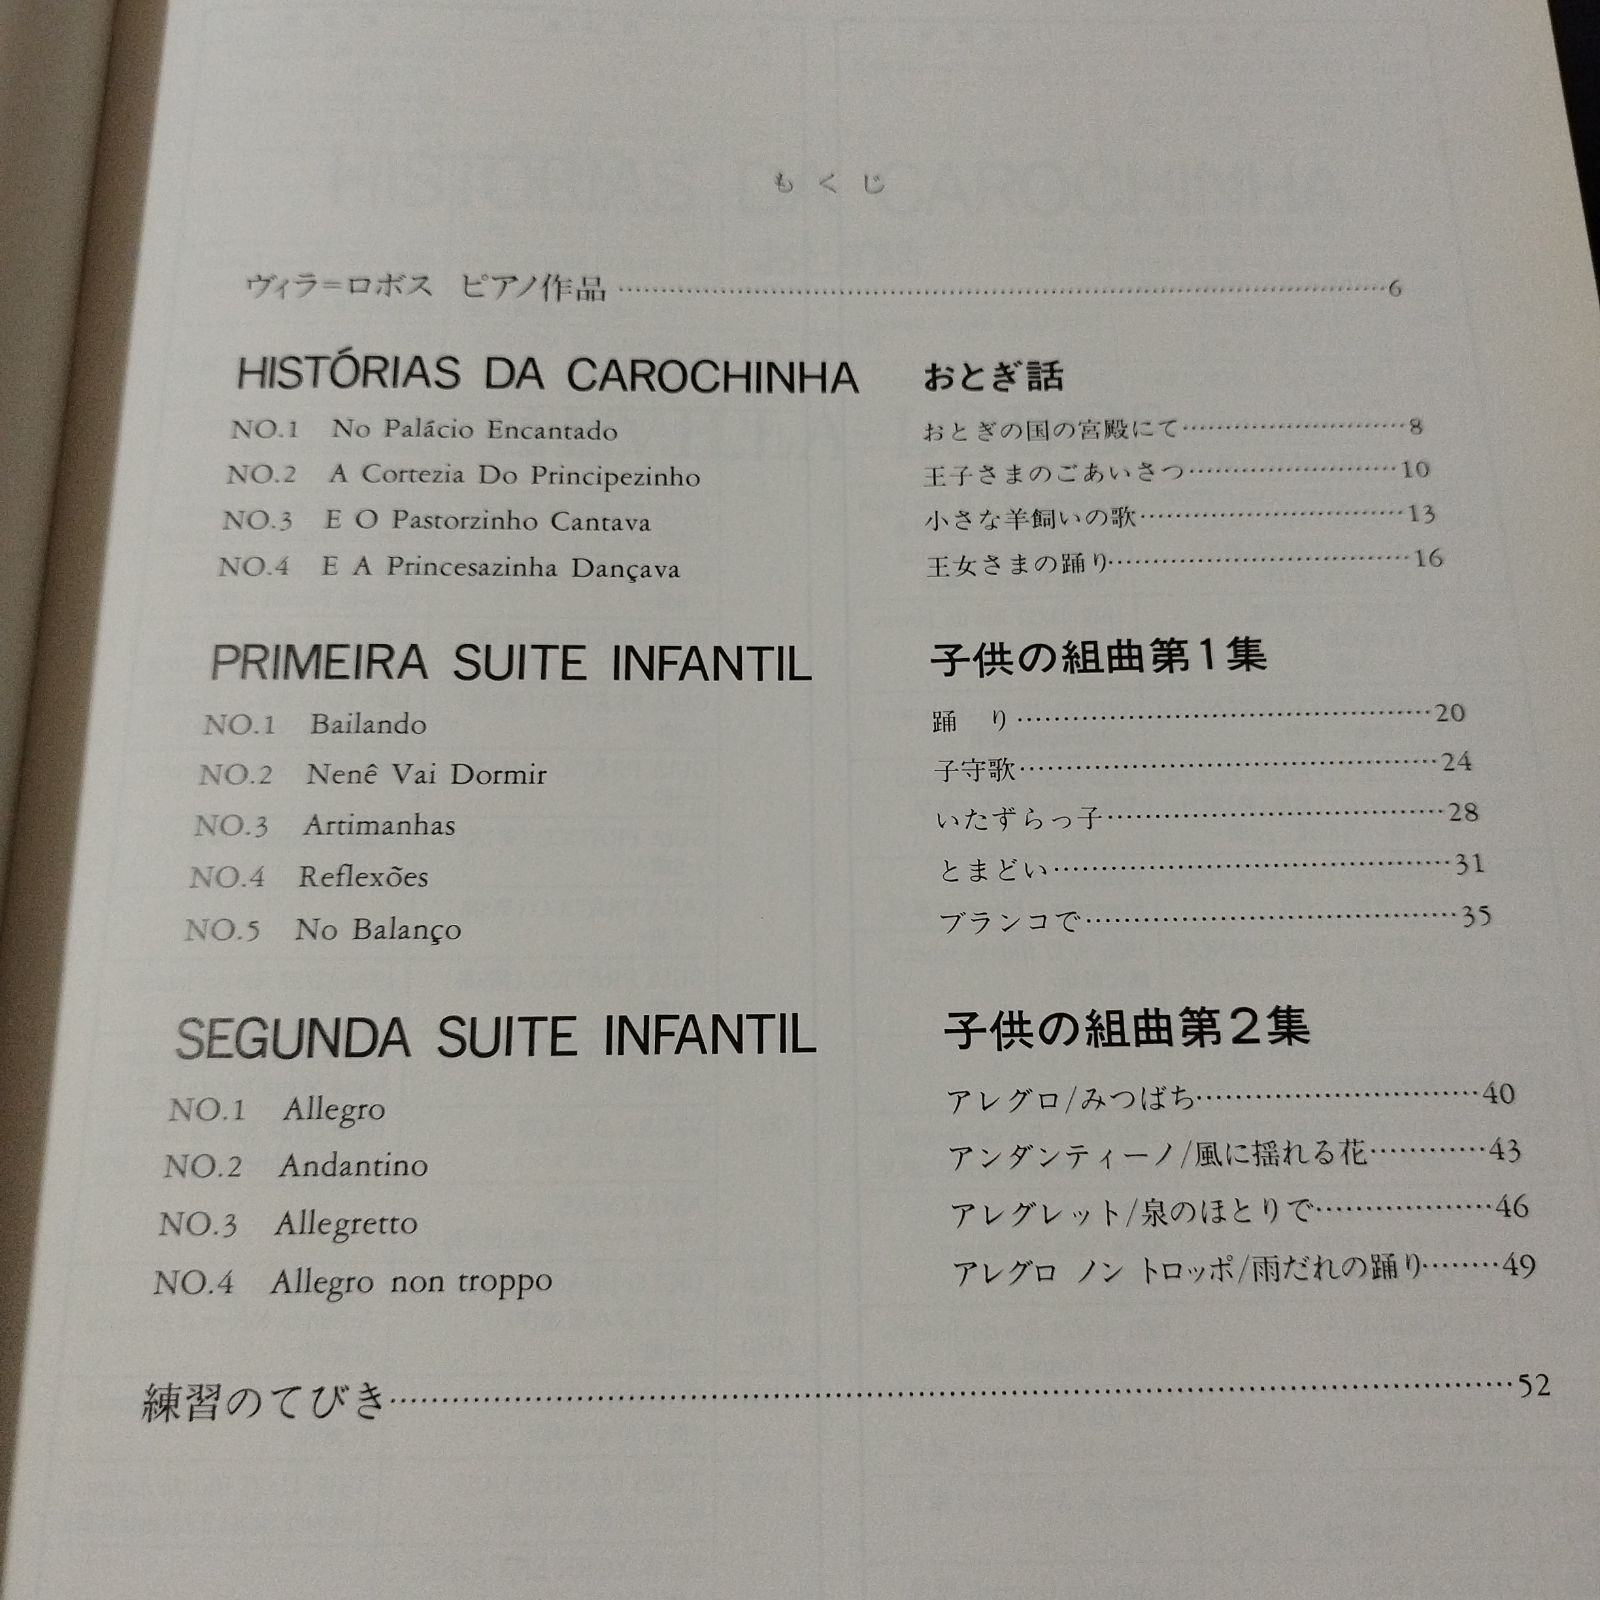 もくじ
ヴィラ=ロボス ピアノ作品……………6
HISTÓRIAS DA CAROCHINHA おとぎ話
NO.1 No Palácio Encantado おとぎの国の宮殿にて……………8
NO.2 A Cortezia Do Principezinho 王子さまのごあいさつ……………10
NO.3 E O Pastorzinho Cantava 小さな羊飼いの歌……………13
NO.4 E A Princesazinha Dançava 王女さまの踊り……………16
PRIMEIRA SUITE INFANTIL 子供の組曲第1集
NO.1 Bailando 踊り……………20
NO.2 Nenê Vai Dormir 子守歌……………24
NO.3 Artimanhas いたずらっ子……………28
NO.4 Reflexões とまどい……………31
NO.5 No Balanço ブランコで……………35
SEGUNDA SUITE INFANTIL 子供の組曲第2集
NO.1 Allegro アレグロ/みつばち……………40
NO.2 Andantino アンダンティーノ/風に揺れる花……………43
NO.3 Allegretto アレグレット/泉のほとりで……………46
NO.4 Allegro non troppo アレグロ ノン トロッポ/雨だれの踊り……………49
練習のてびき……………52